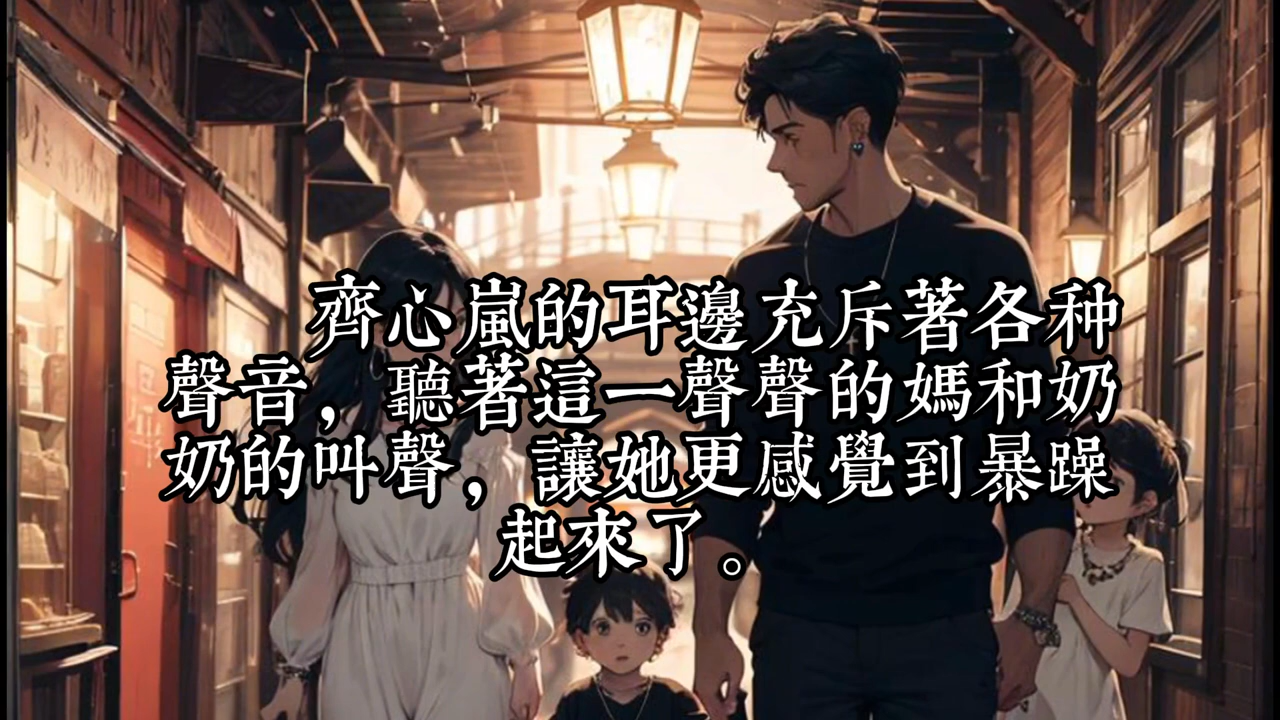 齊心嵐的耳邊充斥著各种
聲音，聽著這一聲聲的媽和奶
奶的叫聲，讓她更感覺到暴躁
起來了。